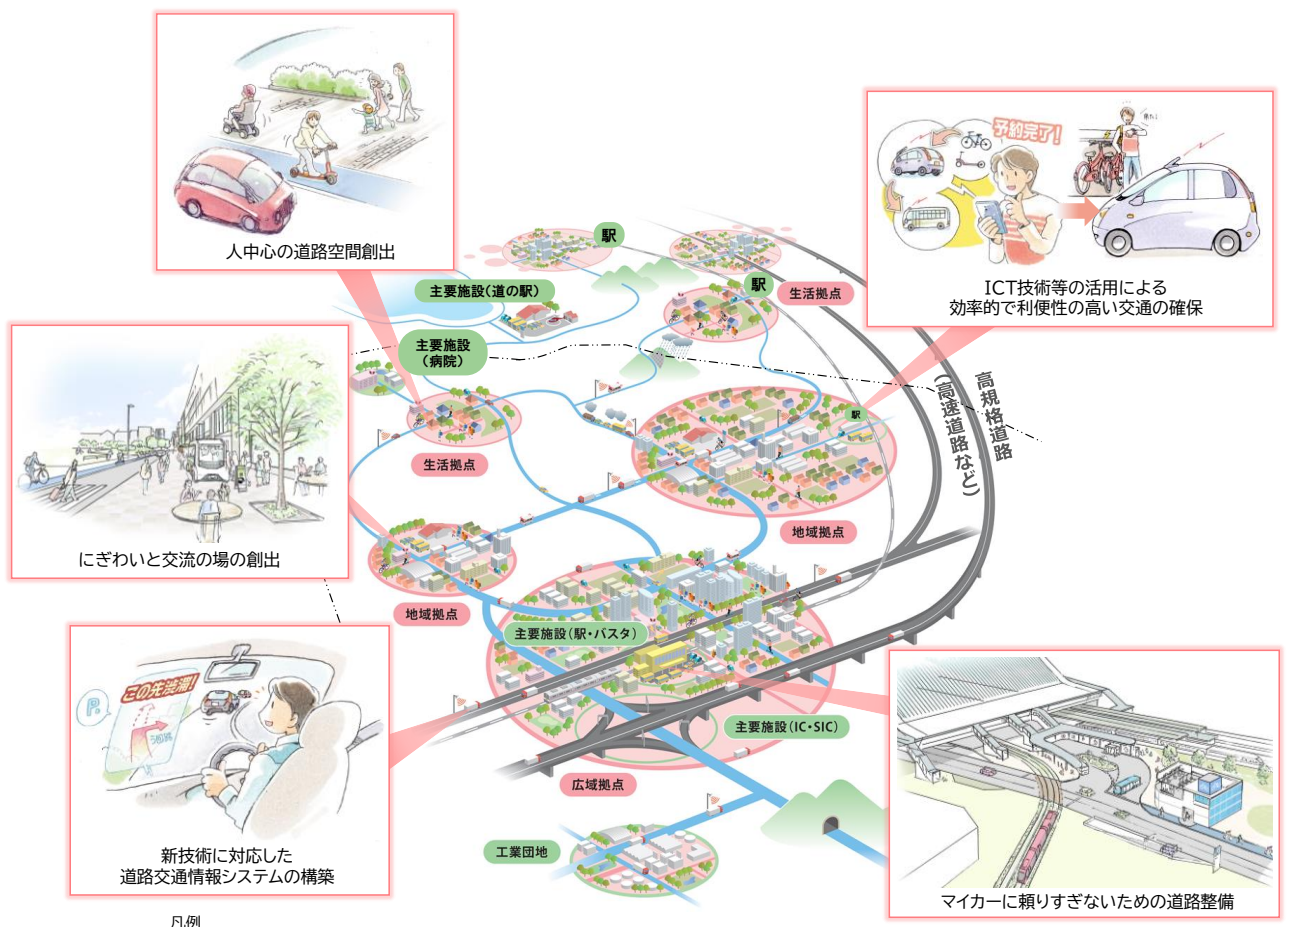 人中心の道路空間創出
予約完了!
ICT技術等の活用による
効率的で利便性の高い交通の確保
駅
主要施設(道の駅)
駅
生活拠点
主要施設
(病院)
高規格道路
(高速道路など)
駅
生活拠点
地域拠点
にぎわいと交流の場の創出
地域拠点
主要施設(駅・バスタ)
この先渋滞!
P.
主要施設(IC・SIC)
広域拠点
新技術に対応した
道路交通情報システムの構築
工業団地
マイカーに頼りすぎないための道路整備
凡例